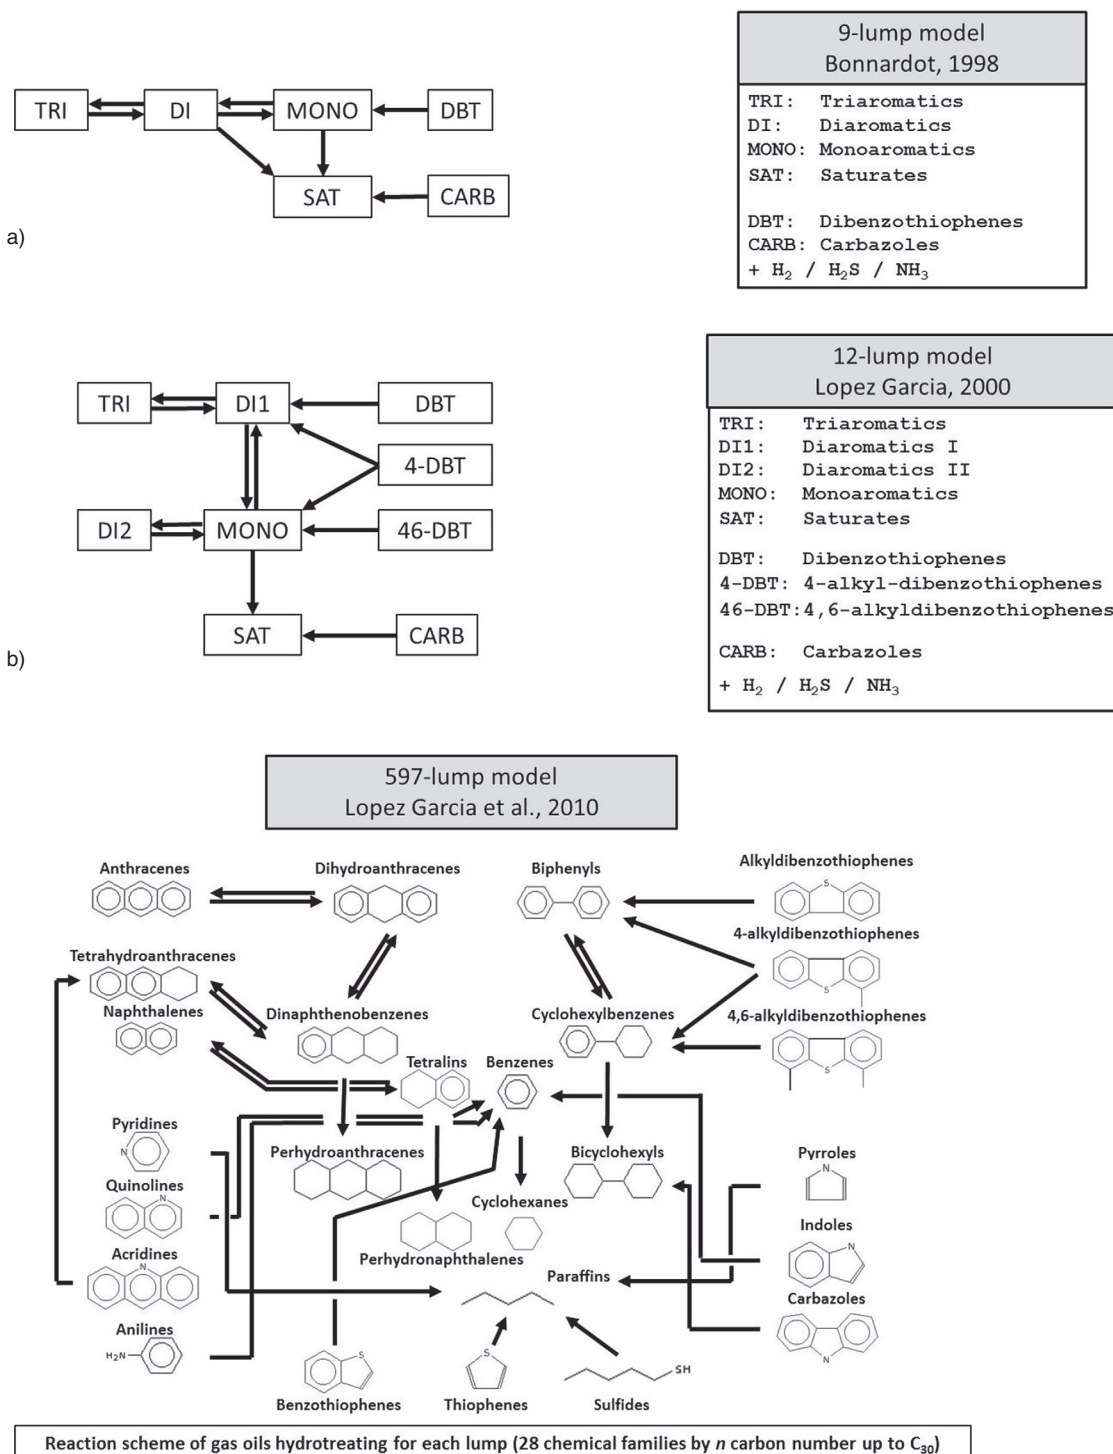 9-lump model
Bonnardot, 1998
TRI: Triaromatics
DI: Diaromatics
MONO: Monoaromatics
SAT: Saturates
DBT: Dibenzothiophenes
CARB: Carbazoles
+ H₂ / H₂S / NH₃
TRI
DI
MONO
DBT
SAT
CARB
a)
12-lump model
Lopez Garcia, 2000
TRI: Triaromatics
DI1: Diaromatics I
DI2: Diaromatics II
MONO: Monoaromatics
SAT: Saturates
DBT: Dibenzothiophenes
4-DBT: 4-alkyl-dibenzothiophenes
46-DBT: 4,6-alkyldibenzothiophenes
CARB: Carbazoles
+ H₂ / H₂S / NH₃
TRI
DI1
DBT
4-DBT
DI2
MONO
46-DBT
SAT
CARB
b)
597-lump model
Lopez Garcia et al., 2010
Anthracenes
Dihydroanthracenes
Biphenyls
Alkyldibenzothiophenes
S
4-alkyldibenzothiophenes
S
Tetrahydroanthracenes
Naphthalenes
Dinaphthenobenzenes
Cyclohexylbenzenes
4,6-alkyldibenzothiophenes
S
Tetralins
Benzenes
Pyridines
N
Perhydroanthracenes
Bicyclohexyls
Pyrroles
N
Quinolines
N
Cyclohexanes
Perhydronaphthalenes
Indoles
N
Acridines
N
Paraffins
Carbazoles
N
Anilines
H₂N
S
Benzothiophenes
S
Thiophenes
SH
Sulfides
Reaction scheme of gas oils hydrotreating for each lump (28 chemical families by n carbon number up to C₃₀)